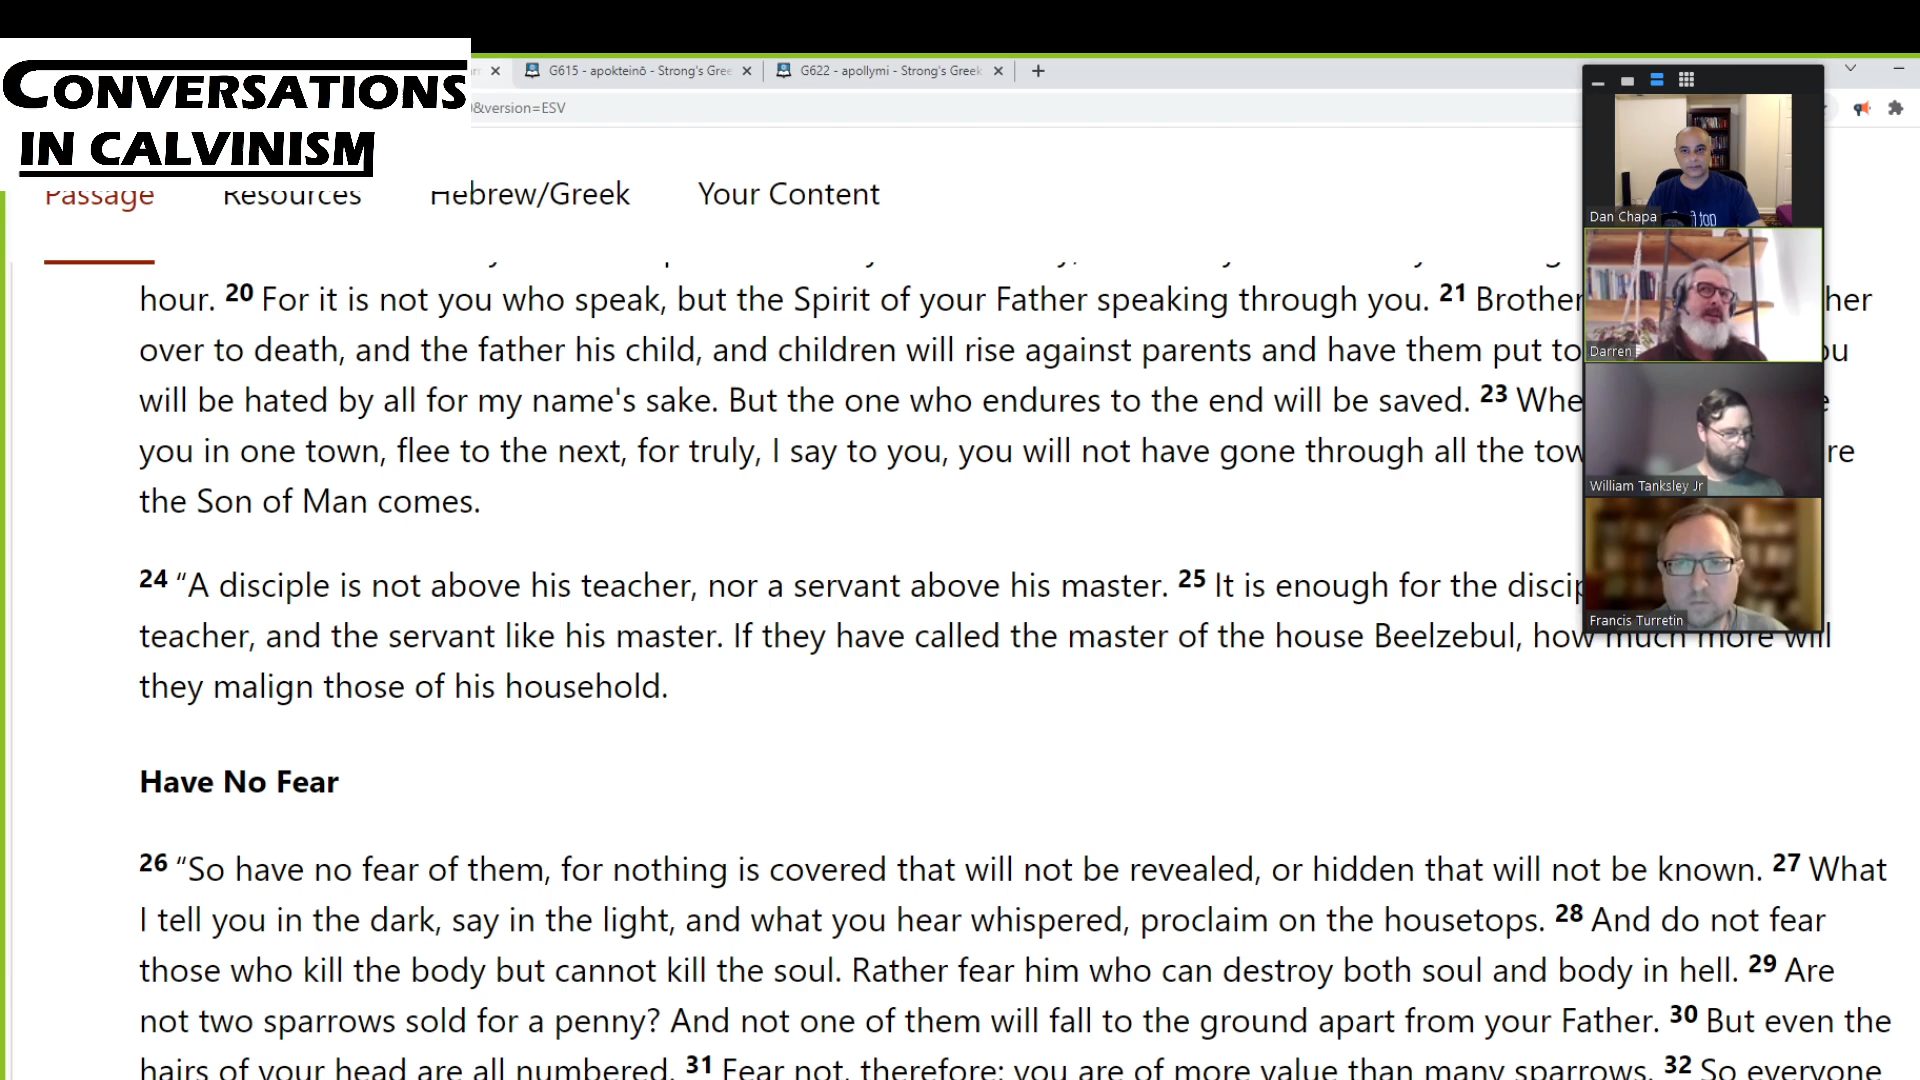 CONVERSATIONS
IN CALVINISM
G615 - apokteinō - Strong's Gree
G622 - apollymi - Strong's Greek
&version=ESV
Passage
Resources
Hebrew/Greek
Your Content
hour. 20 For it is not you who speak, but the Spirit of your Father speaking through you. 21 Brother her
over to death, and the father his child, and children will rise against parents and have them put to ou
will be hated by all for my name's sake. But the one who endures to the end will be saved. 23 Whe e
you in one town, flee to the next, for truly, I say to you, you will not have gone through all the tow re
the Son of Man comes.
24 “A disciple is not above his teacher, nor a servant above his master. 25 It is enough for the discip
teacher, and the servant like his master. If they have called the master of the house Beelzebul, how much more will
they malign those of his household.
Have No Fear
26 “So have no fear of them, for nothing is covered that will not be revealed, or hidden that will not be known. 27 What
I tell you in the dark, say in the light, and what you hear whispered, proclaim on the housetops. 28 And do not fear
those who kill the body but cannot kill the soul. Rather fear him who can destroy both soul and body in hell. 29 Are
not two sparrows sold for a penny? And not one of them will fall to the ground apart from your Father. 30 But even the
hairs of your head are all numbered. 31 Fear not, therefore; you are of more value than many sparrows. 32 So everyone
Dan Chapa
Darren
William Tanksley Jr
Francis Turretin